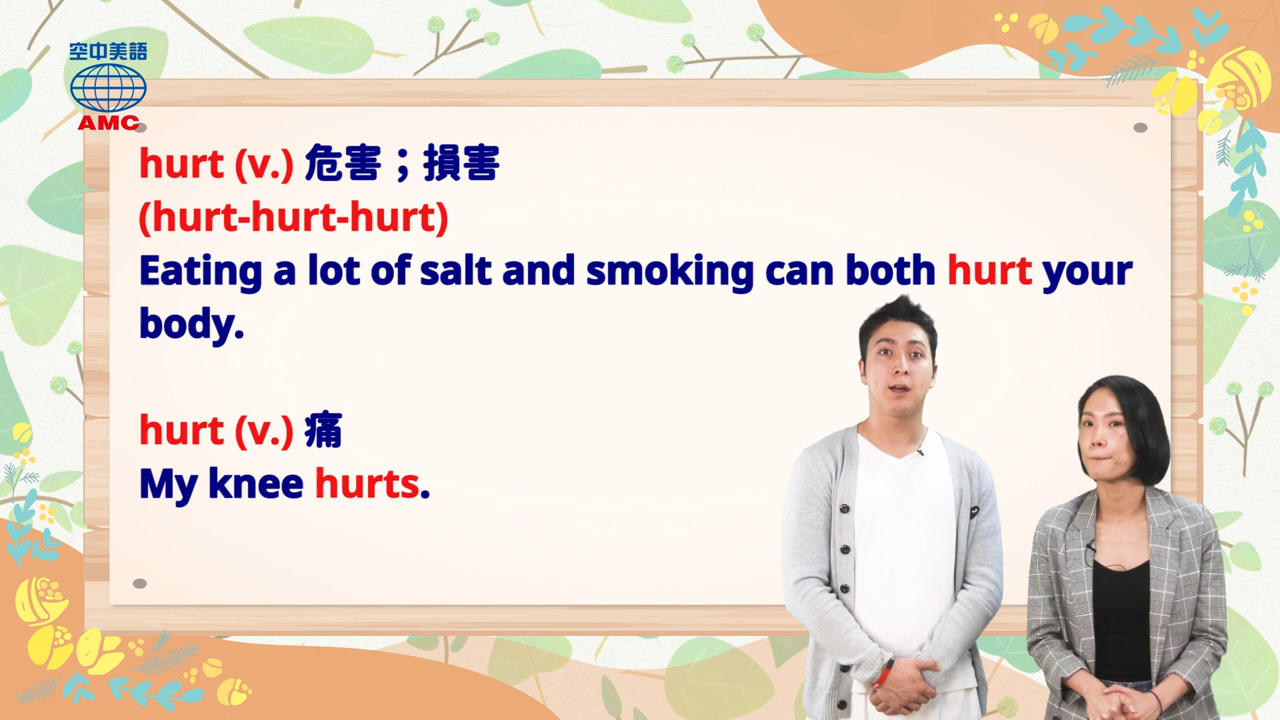 空中美語
AMC
hurt (v.) 危害；損害
(hurt-hurt-hurt)
Eating a lot of salt and smoking can both hurt your
body.
hurt (v.) 痛
My knee hurts.